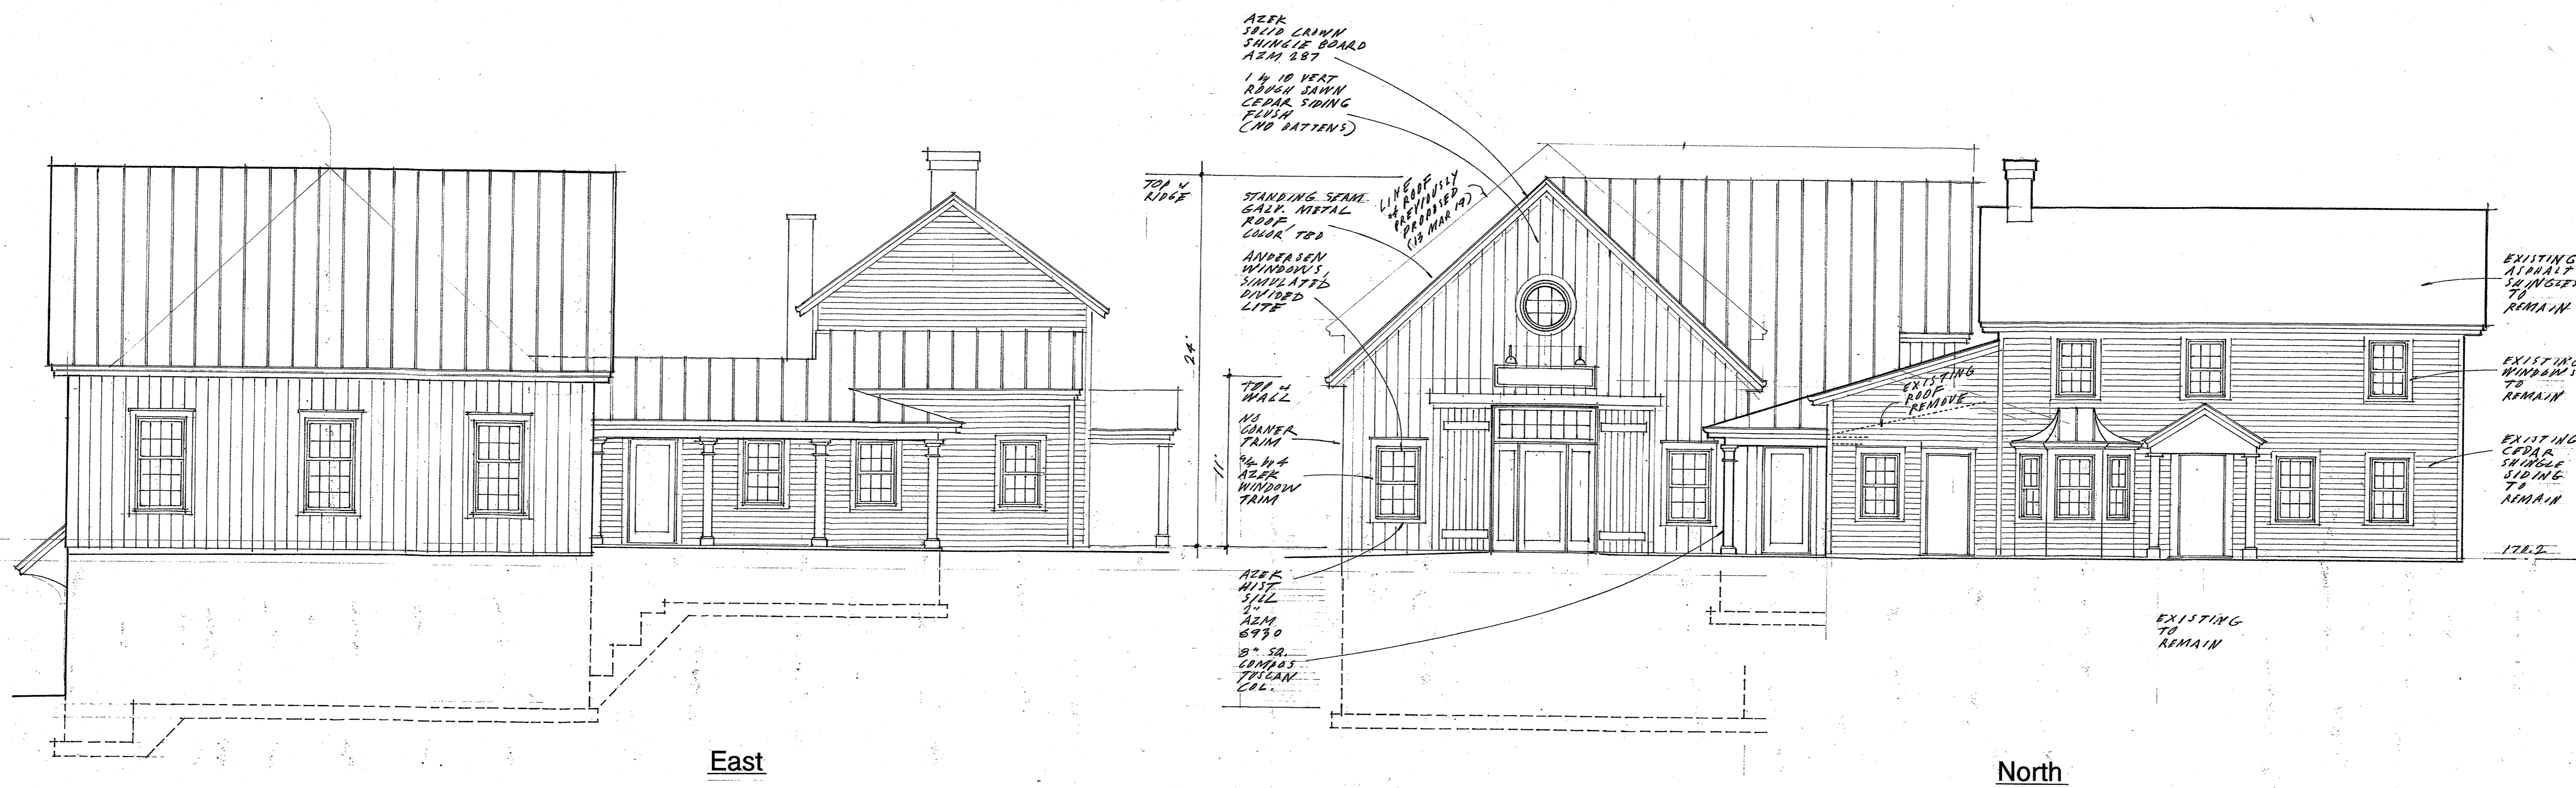 AZEK
SOLID CROWN
SHINGLE BOARD
AZM 287
1 by 10 VERT
ROUGH SAWN
CEDAR SIDING
FLUSH
(NO BATTENS)
TOP of
RIDGE
STANDING SEAM
GALV. METAL
ROOF,
COLOR TBD
LINE
of ROOF
PREVIOUSLY
PROPOSED
(13 MAR 19)
ANDERSEN
WINDOWS,
SIMULATED
DIVIDED
LITE
24'
TOP of
WALL
NO
CORNER
TRIM
11'
5/4 by 4
AZEK
WINDOW
TRIM
AZEK
HIST
SILL
2"
AZM
6930
8" SQ.
COMPOS
TUSCAN
COL.
EXISTING
ROOF
REMOVE
EXISTING
ASPHALT
SHINGLES
TO
REMAIN
EXISTING
WINDOWS
TO
REMAIN
EXISTING
CEDAR
SHINGLE
SIDING
TO
REMAIN
170.2
EXISTING
TO
REMAIN
East
North